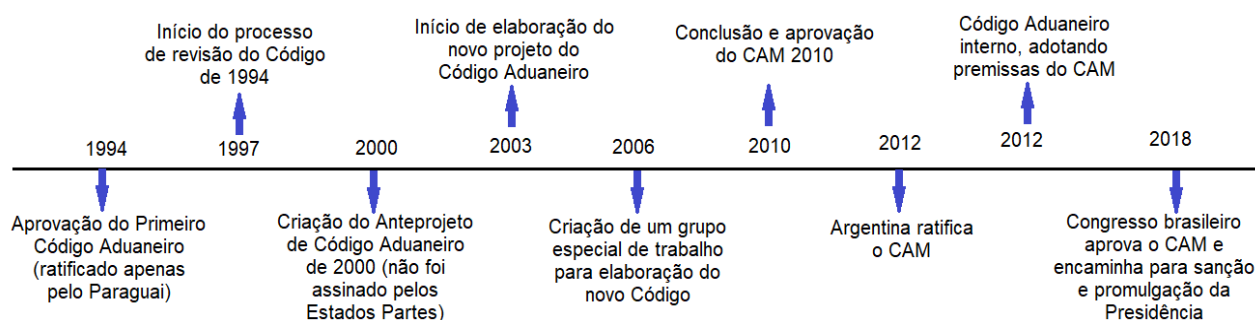 Início do processo
de revisão do Código
de 1994
Início de elaboração do
novo projeto do
Código Aduaneiro
Conclusão e aprovação
do CAM 2010
Código Aduaneiro
interno, adotando
premissas do CAM
1994
1997
2000
2003
2006
2010
2012
2012
2018
Aprovação do Primeiro
Código Aduaneiro
(ratificado apenas
pelo Paraguai)
Criação do Anteprojeto
de Código Aduaneiro
de 2000 (não foi
assinado pelos
Estados Partes)
Criação de um grupo
especial de trabalho
para elaboração do
novo Código
Argentina ratifica
o CAM
Congresso brasileiro
aprova o CAM e
encaminha para sanção
e promulgação da
Presidência